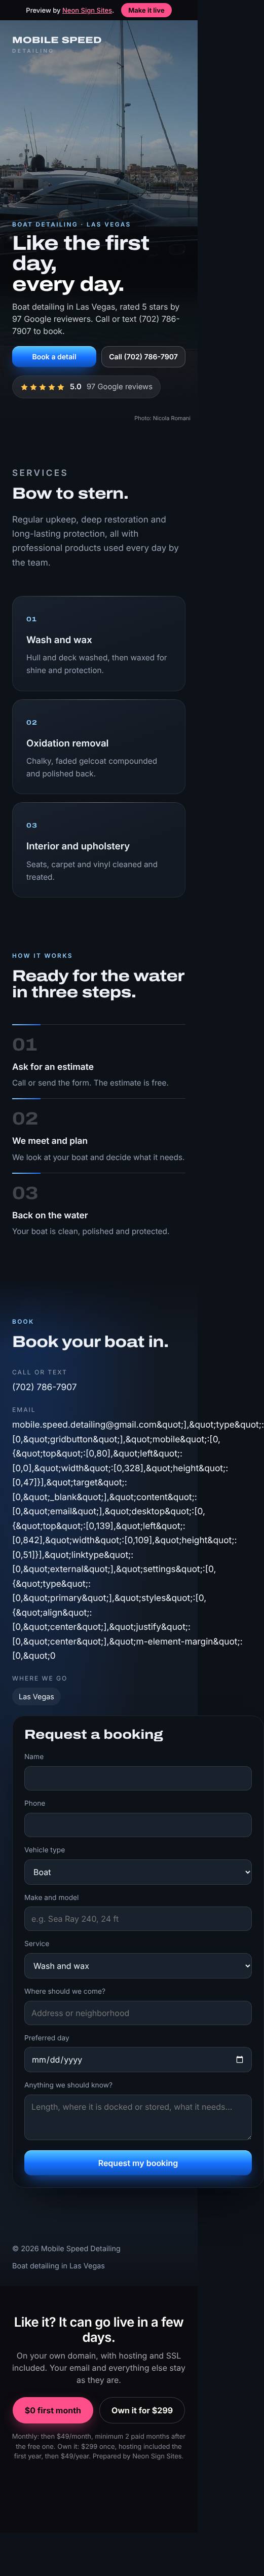 Preview by Neon Sign Sites. Make it live
MOBILE SPEED
DETAILING
BOAT DETAILING · LAS VEGAS
Like the first
day,
every day.
Boat detailing in Las Vegas, rated 5 stars by
97 Google reviewers. Call or text (702) 786-
7907 to book.
Book a detail
Call (702) 786-7907
★★★★★ 5.0 97 Google reviews
Photo: Nicola Romani
SERVICES
Bow to stern.
Regular upkeep, deep restoration and
long-lasting protection, all with
professional products used every day by
the team.
01
Wash and wax
Hull and deck washed, then waxed for
shine and protection.
02
Oxidation removal
Chalky, faded gelcoat compounded
and polished back.
03
Interior and upholstery
Seats, carpet and vinyl cleaned and
treated.
HOW IT WORKS
Ready for the water
in three steps.
01
Ask for an estimate
Call or send the form. The estimate is free.
02
We meet and plan
We look at your boat and decide what it needs.
03
Back on the water
Your boat is clean, polished and protected.
BOOK
Book your boat in.
CALL OR TEXT
(702) 786-7907
EMAIL
mobile.speed.detailing@gmail.com&quot;],&quot;type&quot;:
[0,&quot;gridbutton&quot;],&quot;mobile&quot;:[0,
{&quot;top&quot;:[0,80],&quot;left&quot;:
[0,0],&quot;width&quot;:[0,328],&quot;height&quot;:
[0,47]}],&quot;target&quot;:
[0,&quot;_blank&quot;],&quot;content&quot;:
[0,&quot;email&quot;],&quot;desktop&quot;:[0,
{&quot;top&quot;:[0,139],&quot;left&quot;:
[0,842],&quot;width&quot;:[0,109],&quot;height&quot;:
[0,51]}],&quot;linktype&quot;:
[0,&quot;external&quot;],&quot;settings&quot;:[0,
{&quot;type&quot;:
[0,&quot;primary&quot;],&quot;styles&quot;:[0,
{&quot;align&quot;:
[0,&quot;center&quot;],&quot;justify&quot;:
[0,&quot;center&quot;],&quot;m-element-margin&quot;:
[0,&quot;0
WHERE WE GO
Las Vegas
Request a booking
Name
Phone
Vehicle type
Boat
Make and model
e.g. Sea Ray 240, 24 ft
Service
Wash and wax
Where should we come?
Address or neighborhood
Preferred day
mm/dd/yyyy
Anything we should know?
Length, where it is docked or stored, what it needs...
Request my booking
© 2026 Mobile Speed Detailing
Boat detailing in Las Vegas
Like it? It can go live in a few
days.
On your own domain, with hosting and SSL
included. Your email and everything else stay
as they are.
$0 first month
Own it for $299
Monthly: then $49/month, minimum 2 paid months after
the free one. Own it: $299 once, hosting included the
first year, then $49/year. Prepared by Neon Sign Sites.